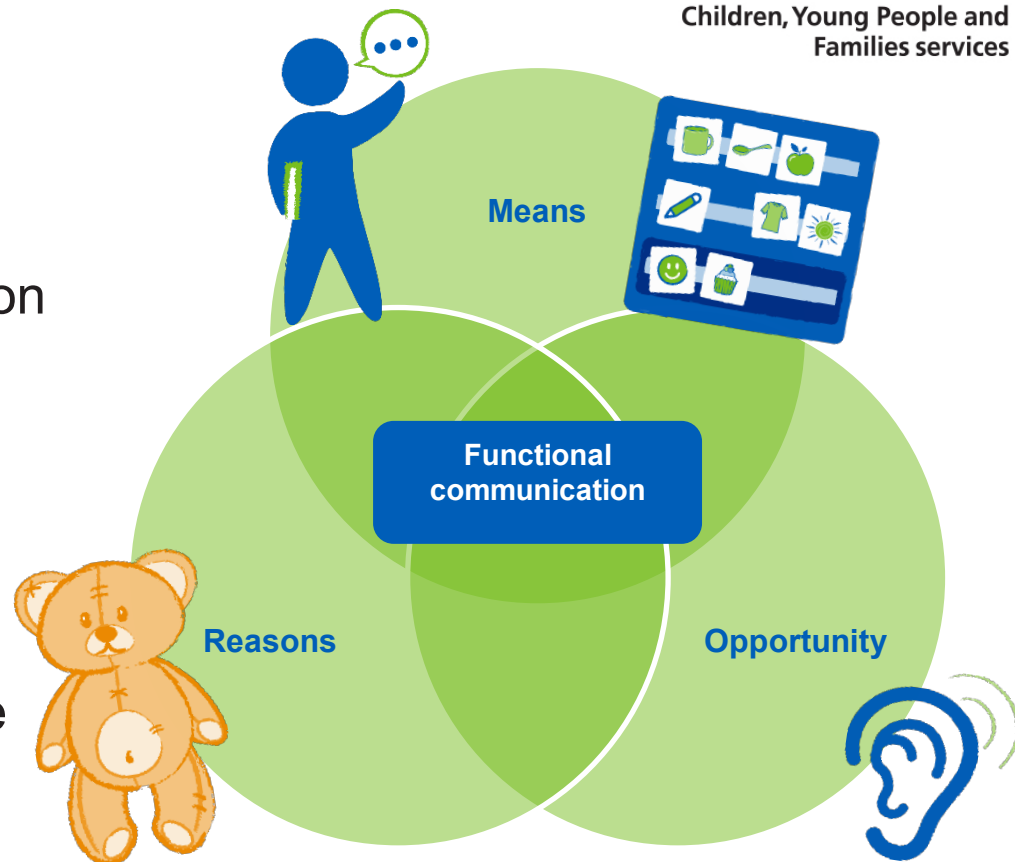 Children, Young People and
Families services
Means
on
Functional
communication
Reasons
Opportunity
e